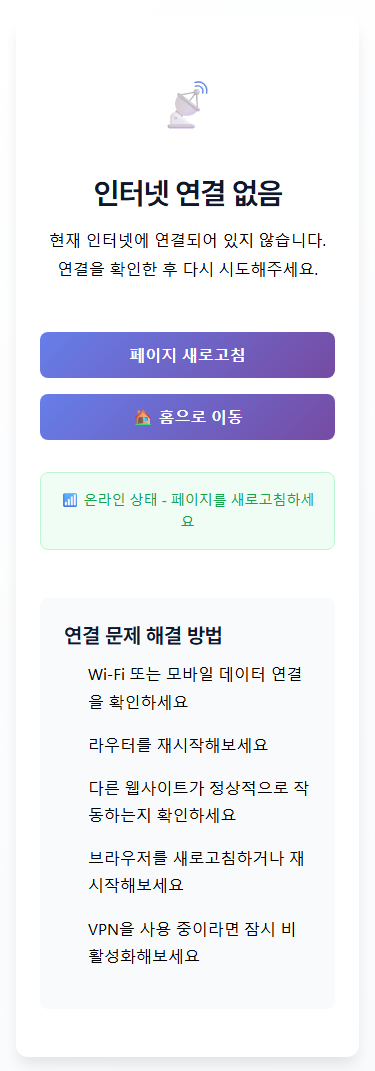 인터넷 연결 없음
현재 인터넷에 연결되어 있지 않습니다.
연결을 확인한 후 다시 시도해주세요.
페이지 새로고침
🏠 홈으로 이동
📶 온라인 상태 - 페이지를 새로고침하세
요
연결 문제 해결 방법
Wi-Fi 또는 모바일 데이터 연결
을 확인하세요
라우터를 재시작해보세요
다른 웹사이트가 정상적으로 작
동하는지 확인하세요
브라우저를 새로고침하거나 재
시작해보세요
VPN을 사용 중이라면 잠시 비
활성화해보세요